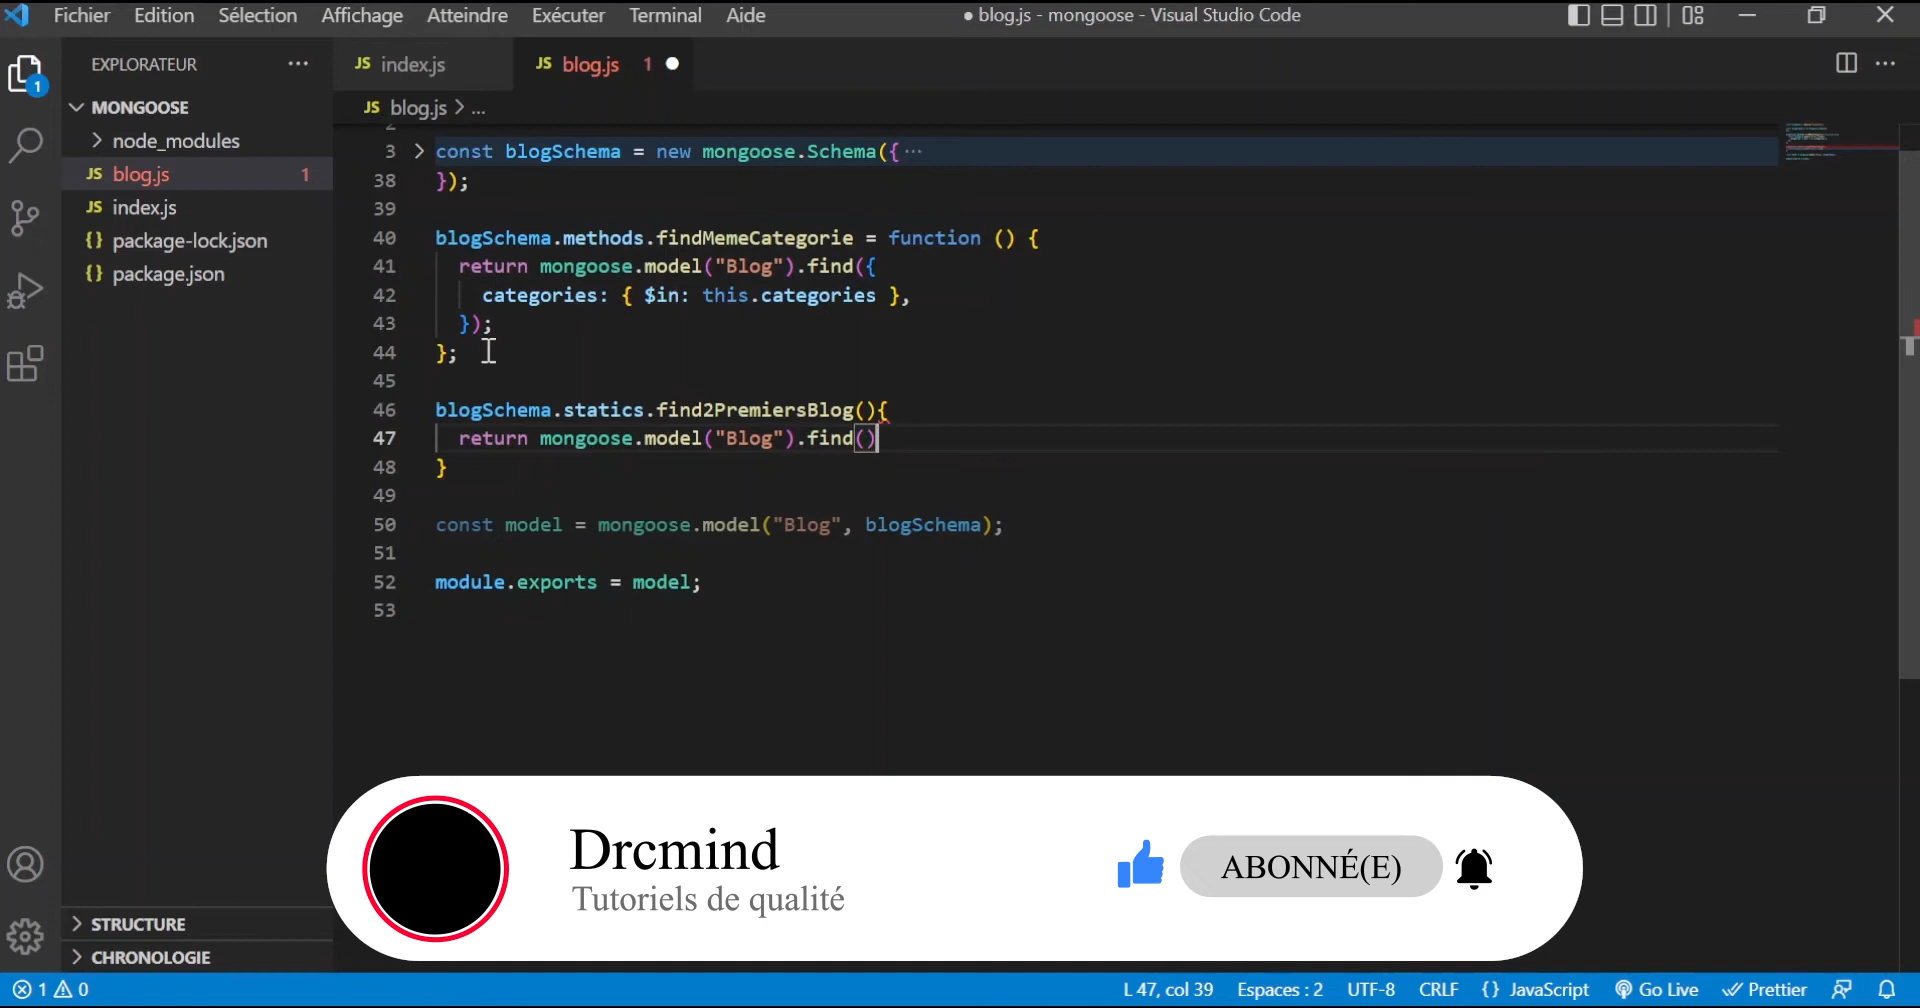 Fichier Edition Sélection Affichage Atteindre Exécuter Terminal Aide
● blog.js - mongoose - Visual Studio Code
EXPLORATEUR ···
1
MONGOOSE
node_modules
JS blog.js 1
JS index.js
{} package-lock.json
{} package.json
STRUCTURE
CHRONOLOGIE
JS index.js
JS blog.js 1 ●
JS blog.js > ...
2
3 > const blogSchema = new mongoose.Schema({ ···
38 });
39
40 blogSchema.methods.findMemeCategorie = function () {
41 return mongoose.model("Blog").find({
42 categories: { $in: this.categories },
43 });
44 };
45
46 blogSchema.statics.find2PremiersBlog(){
47 return mongoose.model("Blog").find()
48 }
49
50 const model = mongoose.model("Blog", blogSchema);
51
52 module.exports = model;
53
Drcmind
Tutoriels de qualité
ABONNÉ(E)
1 0
L 47, col 39 Espaces : 2 UTF-8 CRLF {} JavaScript Go Live Prettier